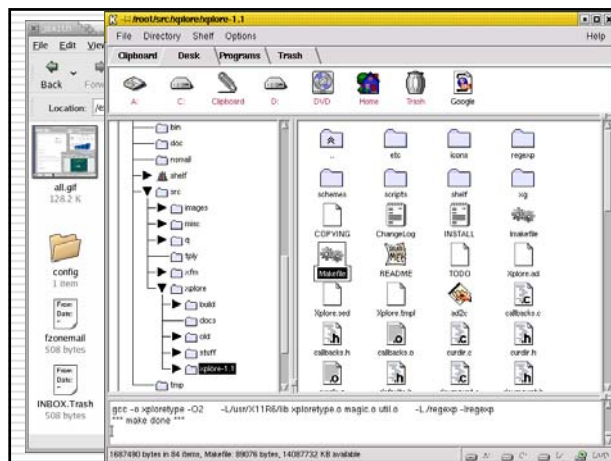 /root/src/xplore/xplore-1.1
File Directory Shelf Options Help
Clipboard Desk Programs Trash
A: C: Clipboard D: DVD Home Trash Google
File Edit
Back
Location:
all.gif
128.2 K
config
1 item
fzonemail
508 bytes
INBOX.Trash
508 bytes
bin
doc
nsmail
shelf
src
images
misc
q
tply
xfm
xplore
build
docs
old
stuff
xplore-1.1
tmp
.. etc icons regexp
schemes scripts shelf xg
COPYING ChangeLog INSTALL Imakefile
Makefile README TODO Xplore.ad
Xplore.sed Xplore.tmpl ad2c callbacks.c
callbacks.h callbacks.o curdir.c curdir.h
gcc -o xploretype -O2 -L/usr/X11R6/lib xploretype.o magic.o util.o -L./regexp -lregexp
*** make done ***
1687490 bytes in 84 items, Makefile: 89076 bytes, 14087732 KB available